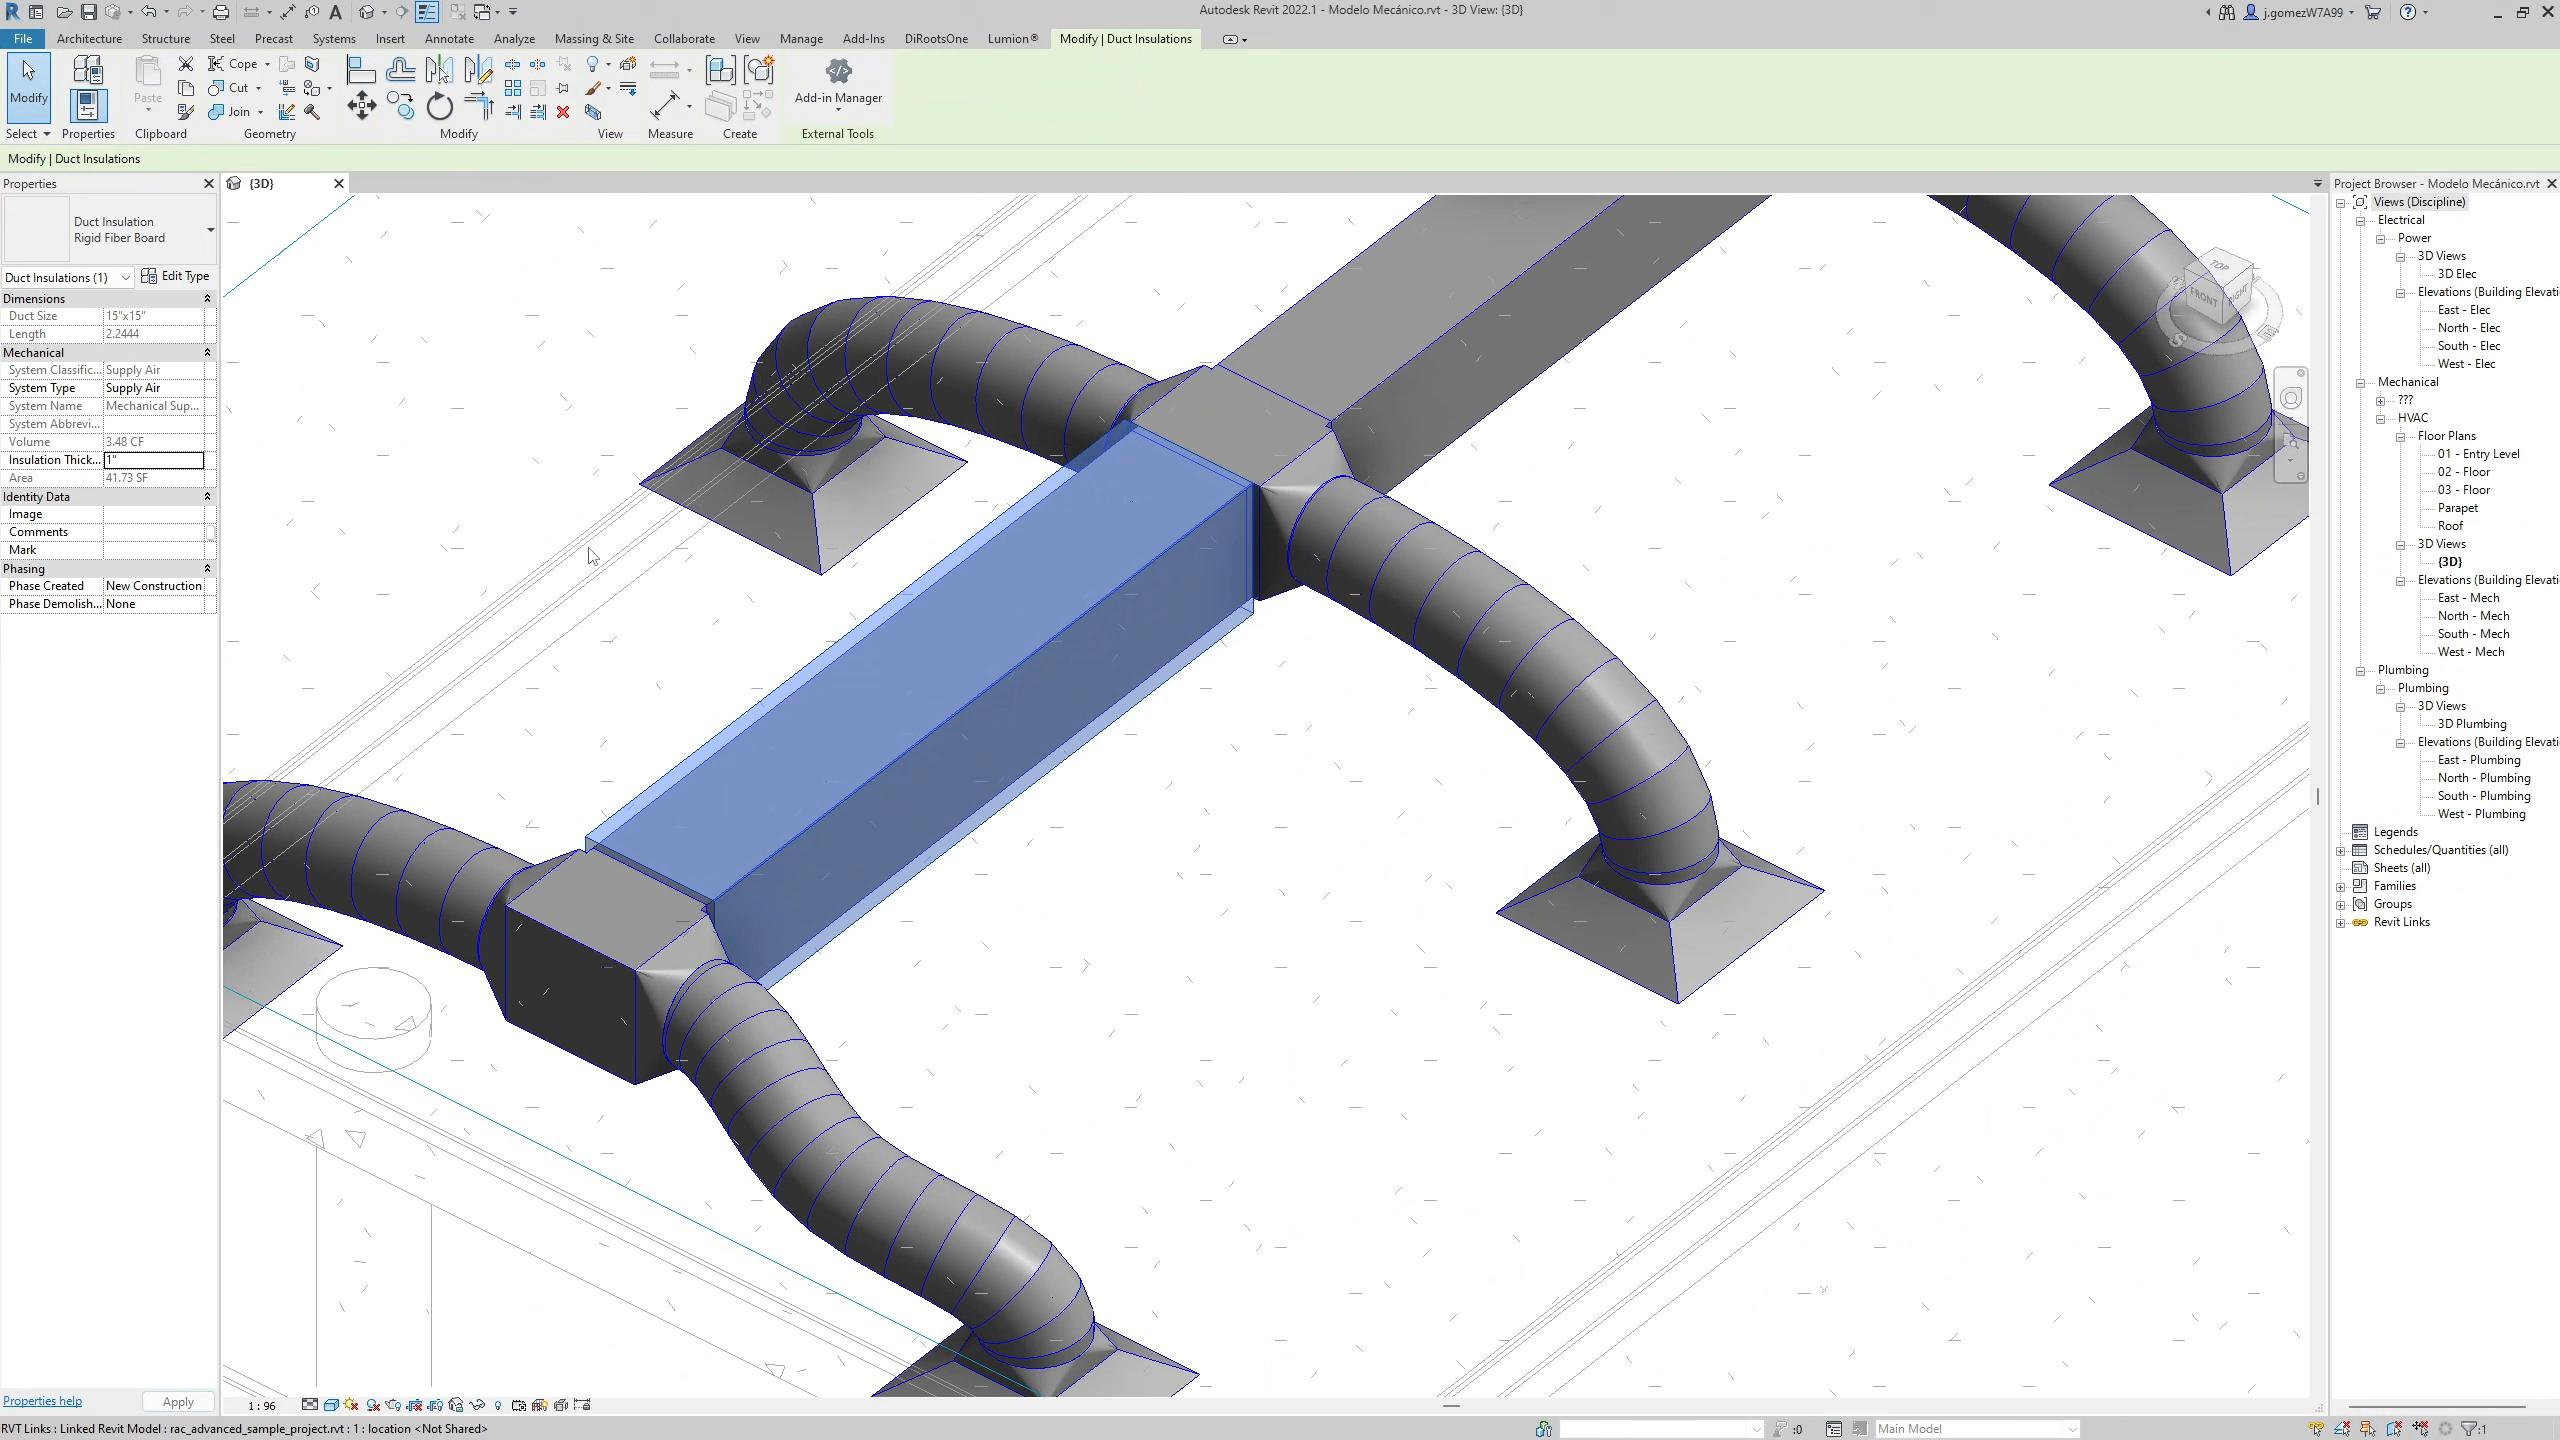 Autodesk Revit 2022.1 - Modelo Mecánico.rvt - 3D View: {3D}
j.gomezW7A99
File Architecture Structure Steel Precast Systems Insert Annotate Analyze Massing & Site Collaborate View Manage Add-Ins DiRootsOne Lumion® Modify | Duct Insulations
Modify
Paste
Cope
Cut
Join
Add-in Manager
Select Properties Clipboard Geometry Modify View Measure Create External Tools
Modify | Duct Insulations
Properties
Duct Insulation
Rigid Fiber Board
Duct Insulations (1) Edit Type
Dimensions
Duct Size 15"x15"
Length 2.2444
Mechanical
System Classific... Supply Air
System Type Supply Air
System Name Mechanical Sup...
System Abbrevi...
Volume 3.48 CF
Insulation Thick... 1"
Area 41.73 SF
Identity Data
Image
Comments
Mark
Phasing
Phase Created New Construction
Phase Demolish... None
Properties help Apply
{3D}
TOP
FRONT
RIGHT
S
E
1 : 96
Project Browser - Modelo Mecánico.rvt
Views (Discipline)
Electrical
Power
3D Views
3D Elec
Elevations (Building Elevati
East - Elec
North - Elec
South - Elec
West - Elec
Mechanical
???
HVAC
Floor Plans
01 - Entry Level
02 - Floor
03 - Floor
Parapet
Roof
3D Views
{3D}
Elevations (Building Elevati
East - Mech
North - Mech
South - Mech
West - Mech
Plumbing
Plumbing
3D Views
3D Plumbing
Elevations (Building Elevati
East - Plumbing
North - Plumbing
South - Plumbing
West - Plumbing
Legends
Schedules/Quantities (all)
Sheets (all)
Families
Groups
Revit Links
RVT Links : Linked Revit Model : rac_advanced_sample_project.rvt : 1 : location <Not Shared>
:0
Main Model
:1